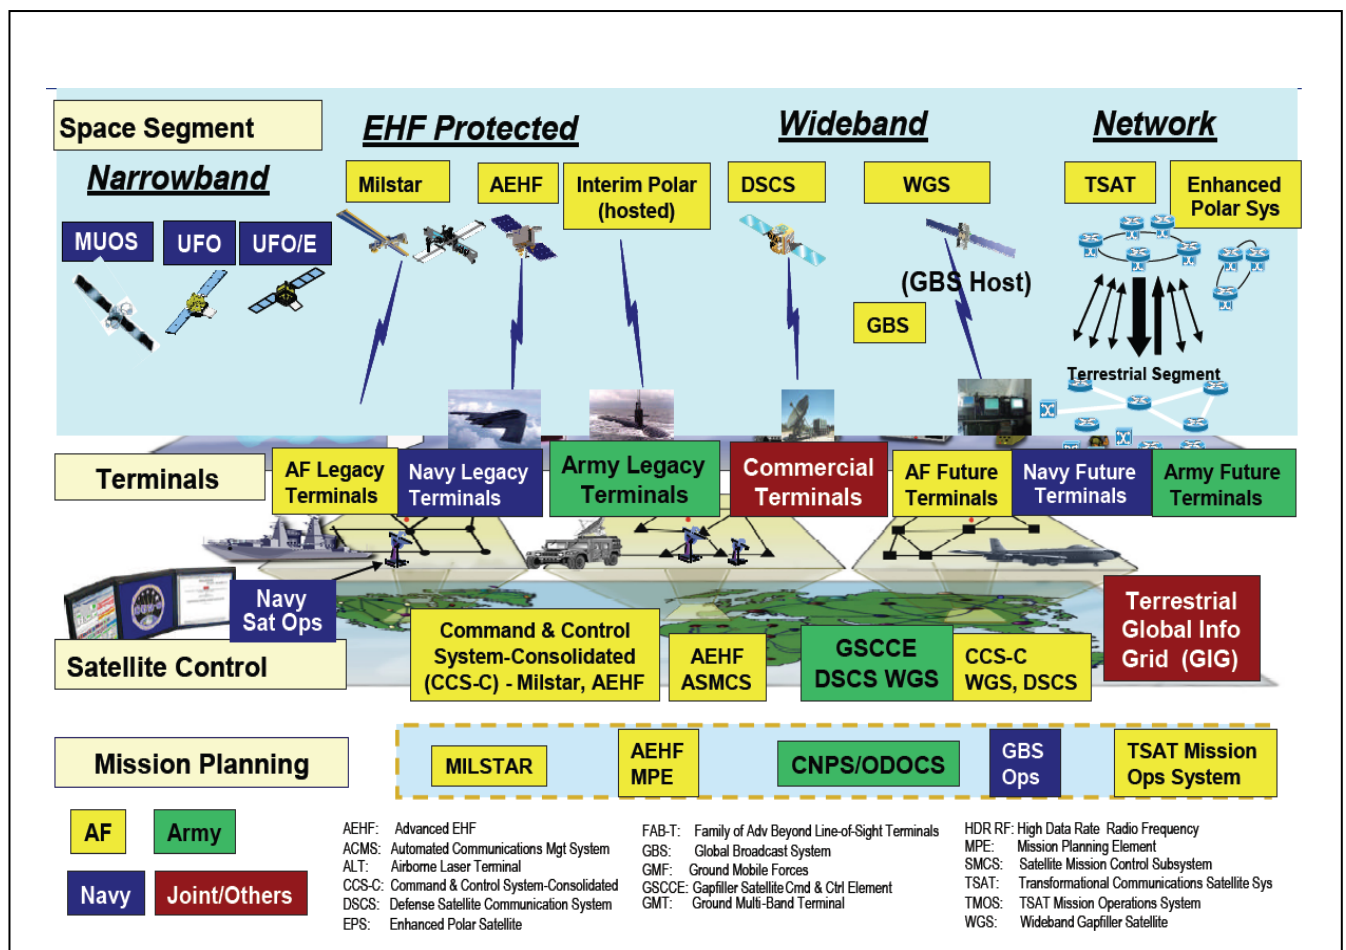 Space Segment
EHF Protected
Wideband
Network
Narrowband
Milstar
AEHF
Interim Polar
(hosted)
DSCS
WGS
TSAT
Enhanced
Polar Sys
MUOS
UFO
UFO/E
(GBS Host)
GBS
Terrestrial Segment
Terminals
AF Legacy
Terminals
Navy Legacy
Terminals
Army Legacy
Terminals
Commercial
Terminals
AF Future
Terminals
Navy Future
Terminals
Army Future
Terminals
Navy
Sat Ops
Satellite Control
Command & Control
System-Consolidated
(CCS-C) - Milstar, AEHF
AEHF
ASMCS
GSCCE
DSCS WGS
CCS-C
WGS, DSCS
Terrestrial
Global Info
Grid (GIG)
Mission Planning
MILSTAR
AEHF
MPE
CNPS/ODOCS
GBS
Ops
TSAT Mission
Ops System
AF
Army
Navy
Joint/Others
AEHF: Advanced EHF
ACMS: Automated Communications Mgt System
ALT: Airborne Laser Terminal
CCS-C: Command & Control System-Consolidated
DSCS: Defense Satellite Communication System
EPS: Enhanced Polar Satellite
FAB-T: Family of Adv Beyond Line-of-Sight Terminals
GBS: Global Broadcast System
GMF: Ground Mobile Forces
GSCCE: Gapfiller Satellite Cmd & Ctrl Element
GMT: Ground Multi-Band Terminal
HDR RF: High Data Rate Radio Frequency
MPE: Mission Planning Element
SMCS: Satellite Mission Control Subsystem
TSAT: Transformational Communications Satellite Sys
TMOS: TSAT Mission Operations System
WGS: Wideband Gapfiller Satellite